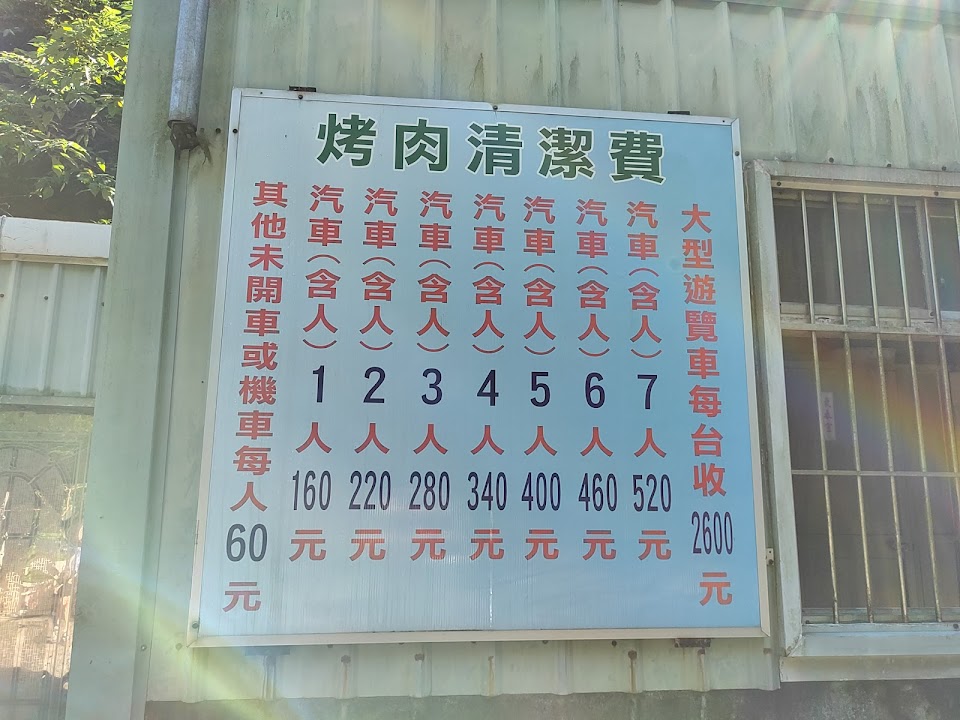 烤肉清潔費
其他未開車或機車每人60元
汽車(含人)1人160元
汽車(含人)2人220元
汽車(含人)3人280元
汽車(含人)4人340元
汽車(含人)5人400元
汽車(含人)6人460元
汽車(含人)7人520元
大型遊覽車每台收2600元